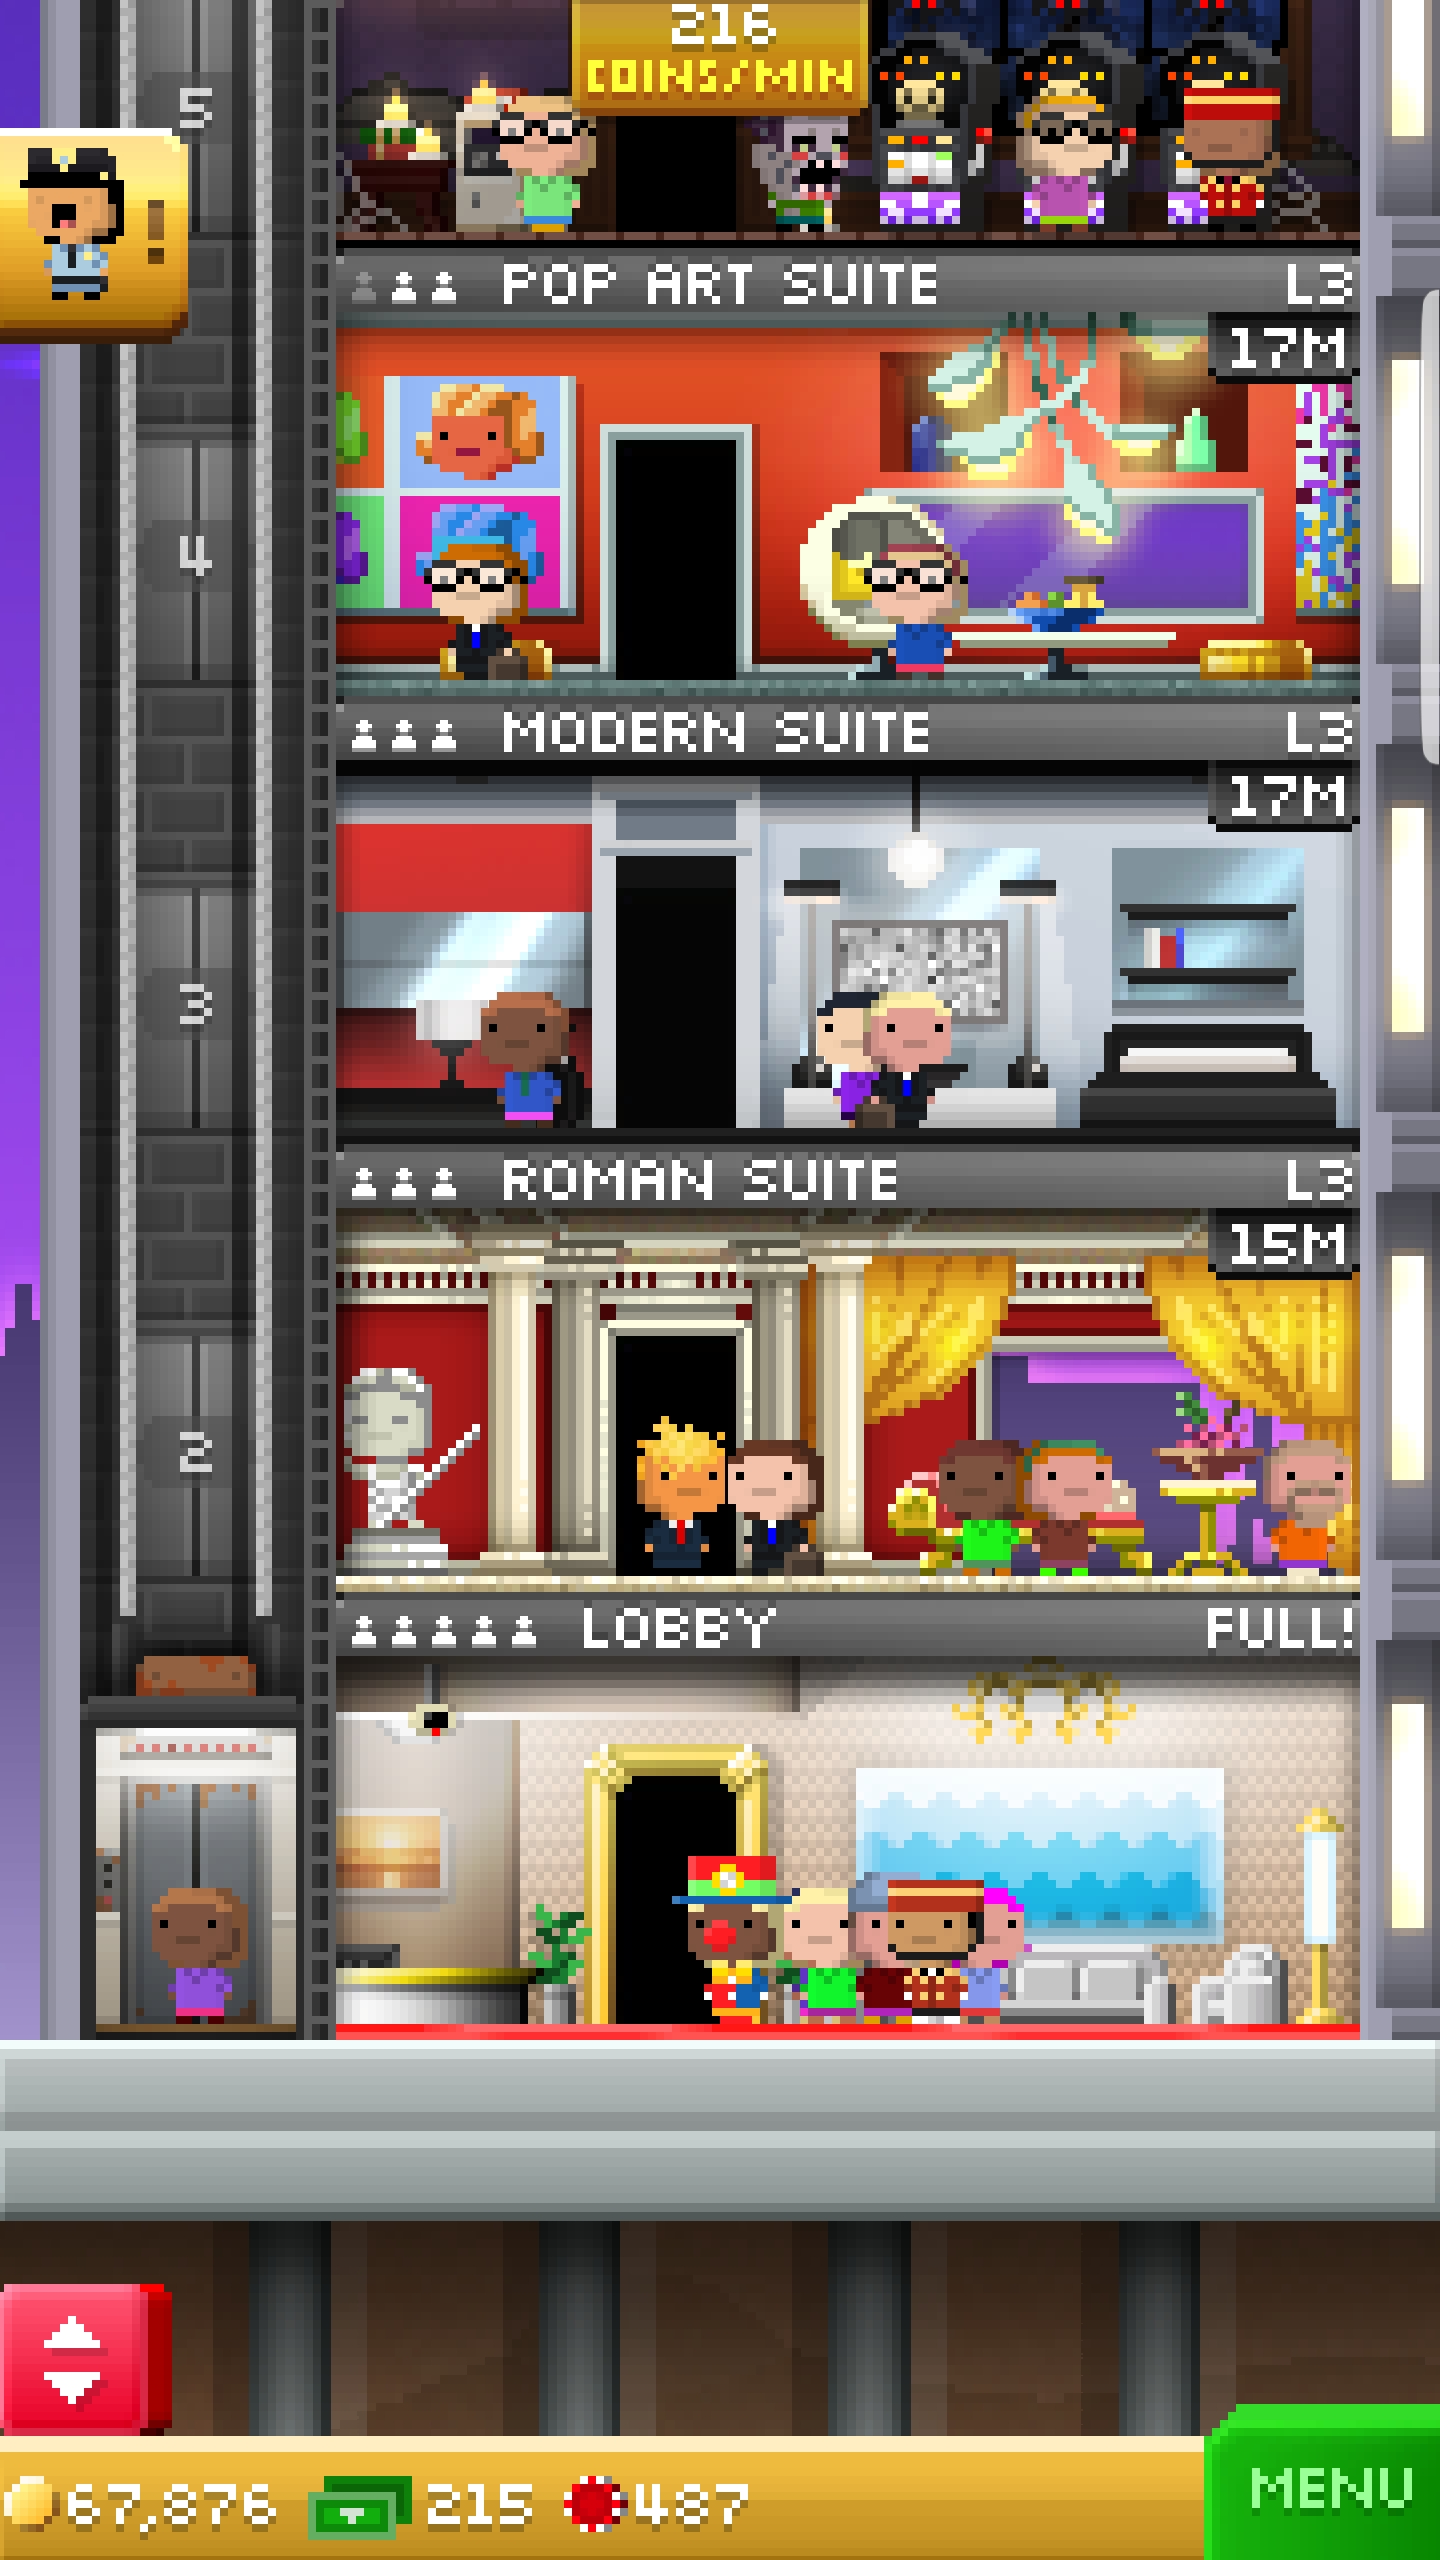 216
COINS/MIN
5
!
POP ART SUITE L3
17M
4
MODERN SUITE L3
17M
3
ROMAN SUITE L3
15M
2
LOBBY FULL!
67,876 215 487
MENU